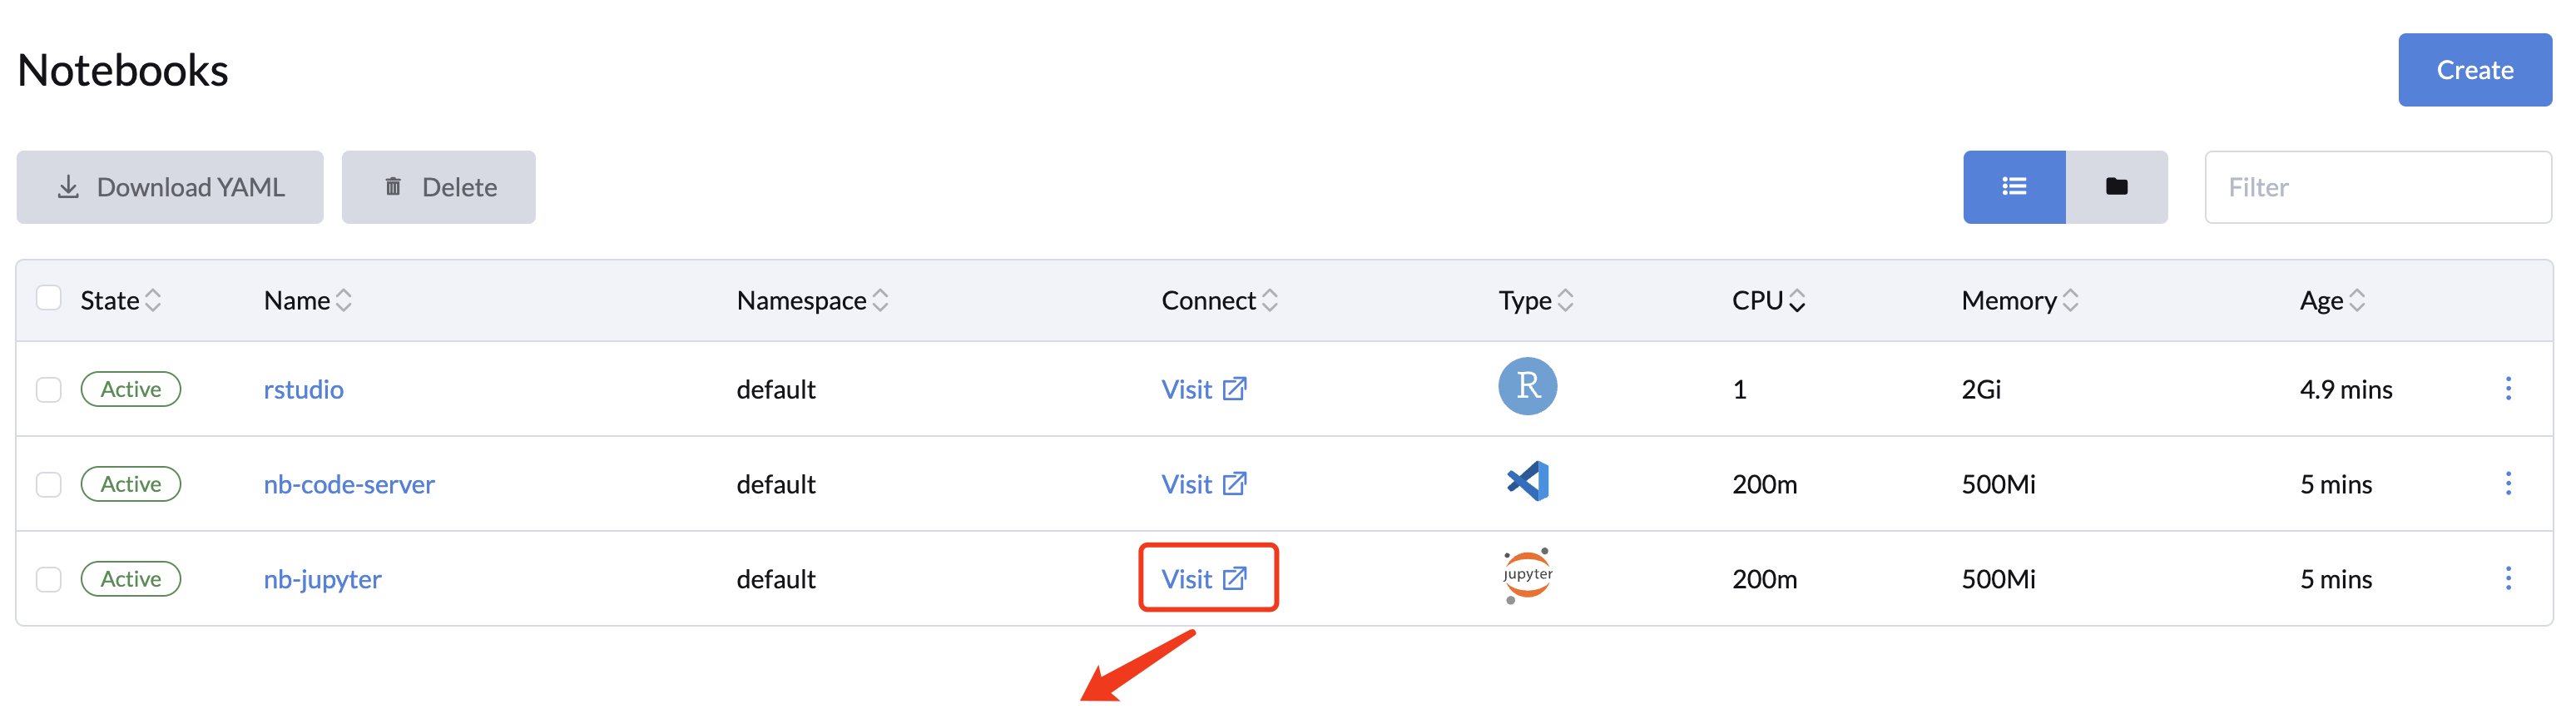 Notebooks
Create
Download YAML Delete Filter
State Name Namespace Connect Type CPU Memory Age
Active rstudio default Visit R 1 2Gi 4.9 mins
Active nb-code-server default Visit 200m 500Mi 5 mins
Active nb-jupyter default Visit jupyter 200m 500Mi 5 mins